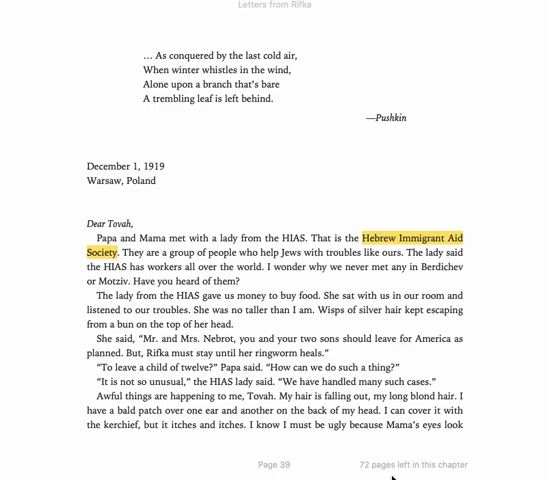 Letters from Rifka
… As conquered by the last cold air,
When winter whistles in the wind,
Alone upon a branch that's bare
A trembling leaf is left behind.
—Pushkin
December 1, 1919
Warsaw, Poland
Dear Tovah,
Papa and Mama met with a lady from the HIAS. That is the Hebrew Immigrant Aid
Society. They are a group of people who help Jews with troubles like ours. The lady said
the HIAS has workers all over the world. I wonder why we never met any in Berdichev
or Motziv. Have you heard of them?
The lady from the HIAS gave us money to buy food. She sat with us in our room and
listened to our troubles. She was no taller than I am. Wisps of silver hair kept escaping
from a bun on the top of her head.
She said, “Mr. and Mrs. Nebrot, you and your two sons should leave for America as
planned. But, Rifka must stay until her ringworm heals.”
“To leave a child of twelve?” Papa said. “How can we do such a thing?”
“It is not so unusual,” the HIAS lady said. “We have handled many such cases.”
Awful things are happening to me, Tovah. My hair is falling out, my long blond hair. I
have a bald patch over one ear and another on the back of my head. I can cover it with
the kerchief, but it itches and itches. I know I must be ugly because Mama's eyes look
Page 39
72 pages left in this chapter